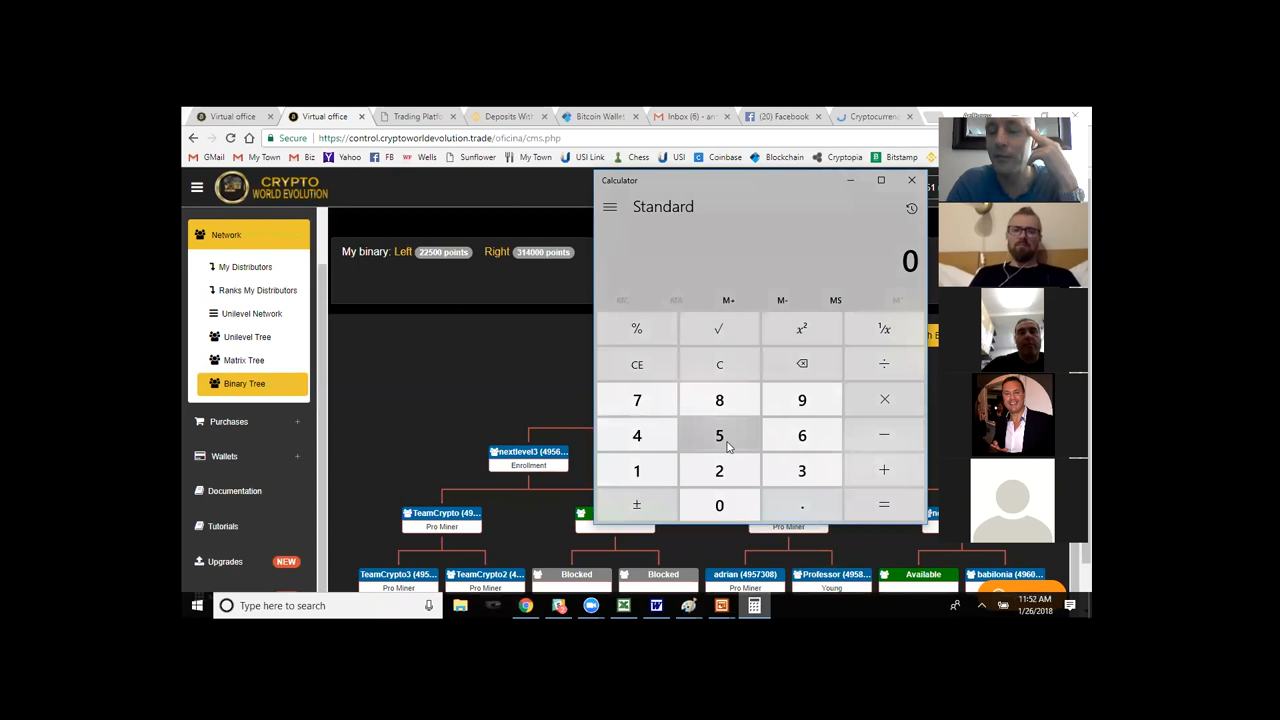 Virtual office
Virtual office
Trading Platfo
Deposits With
Bitcoin Walle
Inbox (6) - an
(20) Facebook
Cryptocurrenc
Secure
https://control.cryptoworldevolution.trade/oficina/cms.php
GMail
My Town
Biz
Yahoo
FB
WF Wells
Sunflower
My Town
USI Link
Chess
USI
Coinbase
Blockchain
Cryptopia
Bitstamp
CRYPTO
WORLD EVOLUTION
Network
My Distributors
Ranks My Distributors
Unilevel Network
Unilevel Tree
Matrix Tree
Binary Tree
Purchases +
Wallets +
Documentation
Tutorials
Upgrades NEW
My binary: Left 22500 points Right 314000 points
nextlevel3 (4956...
Enrollment
TeamCrypto (49...
Pro Miner
Pro Miner
TeamCrypto3 (495...
TeamCrypto2 (4...
Pro Miner
Pro Miner
Blocked
Blocked
adrian (4957308)
Pro Miner
Professor (4958...
Young
Available
babilonia (4960...
Calculator
Standard
0
M+ M- MS
% √ x² ¹/x
CE C ÷
7 8 9 ×
4 5 6 −
1 2 3 +
± 0 . =
Type here to search
11:52 AM
1/26/2018